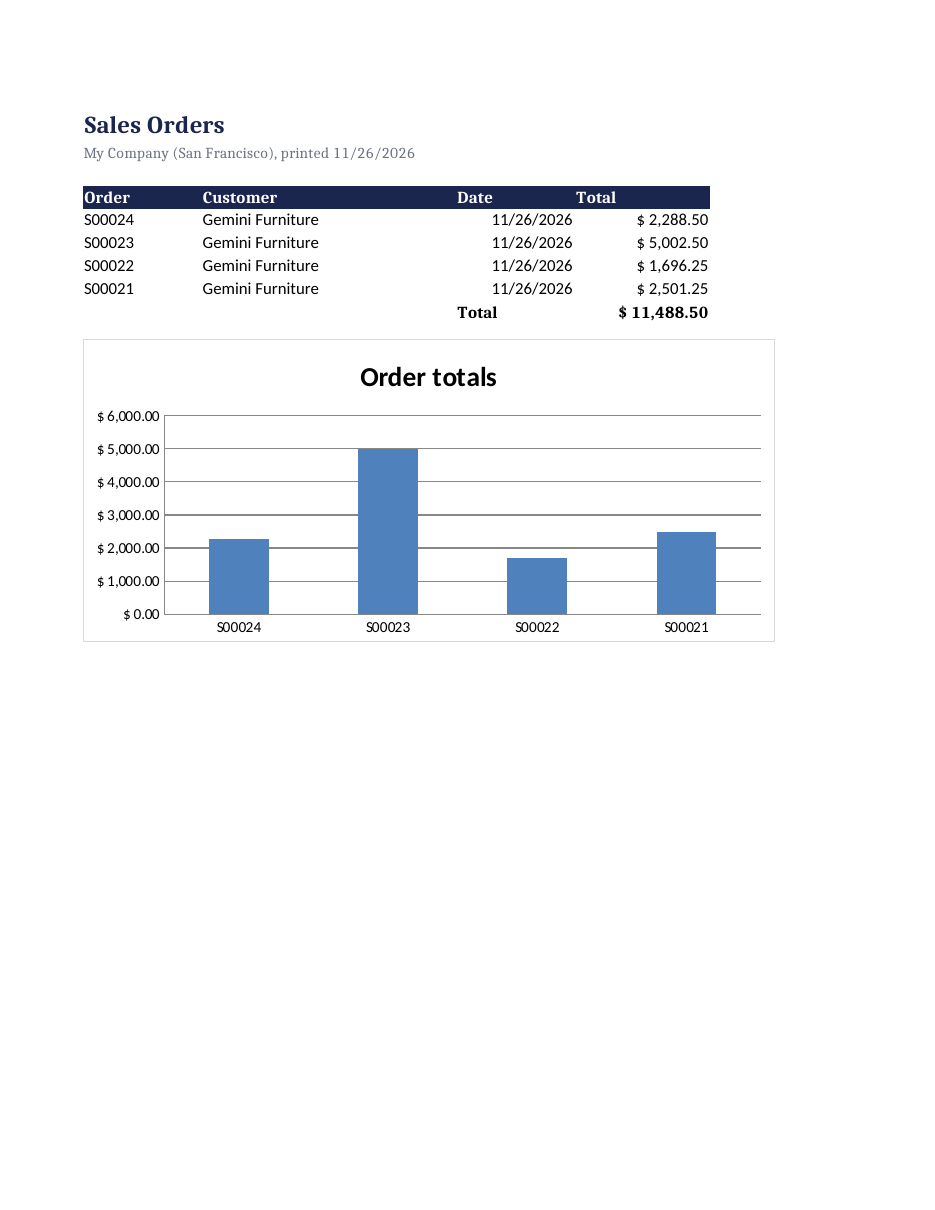 Sales Orders
My Company (San Francisco), printed 11/26/2026
Order Customer Date Total
S00024 Gemini Furniture 11/26/2026 $ 2,288.50
S00023 Gemini Furniture 11/26/2026 $ 5,002.50
S00022 Gemini Furniture 11/26/2026 $ 1,696.25
S00021 Gemini Furniture 11/26/2026 $ 2,501.25
Total $ 11,488.50
Order totals
$ 6,000.00
$ 5,000.00
$ 4,000.00
$ 3,000.00
$ 2,000.00
$ 1,000.00
$ 0.00
S00024 S00023 S00022 S00021